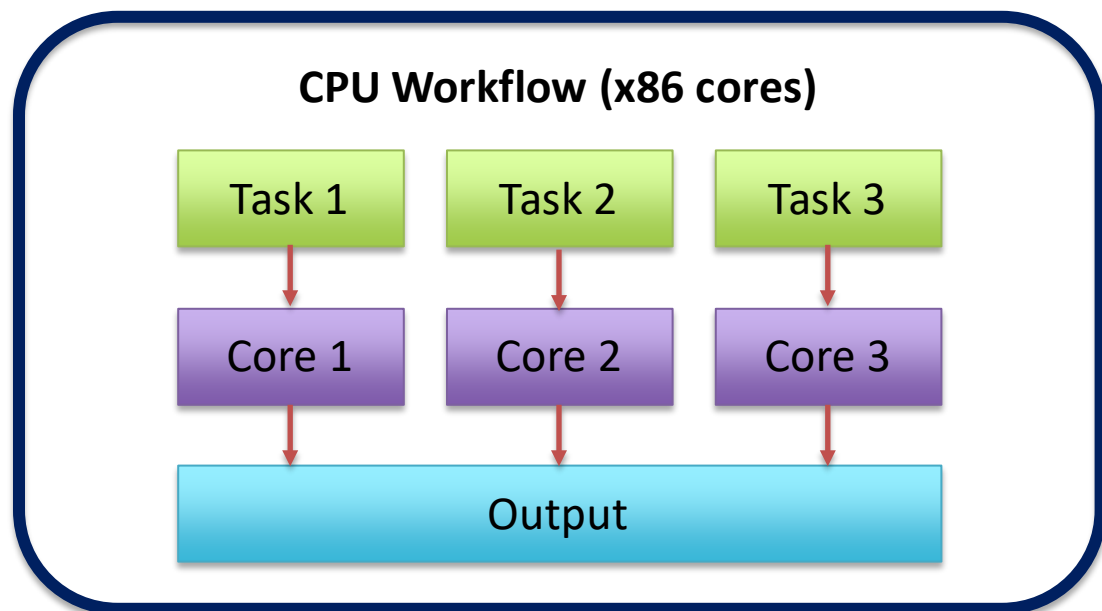 CPU Workflow (x86 cores)
Task 1 Task 2 Task 3
Core 1 Core 2 Core 3
Output